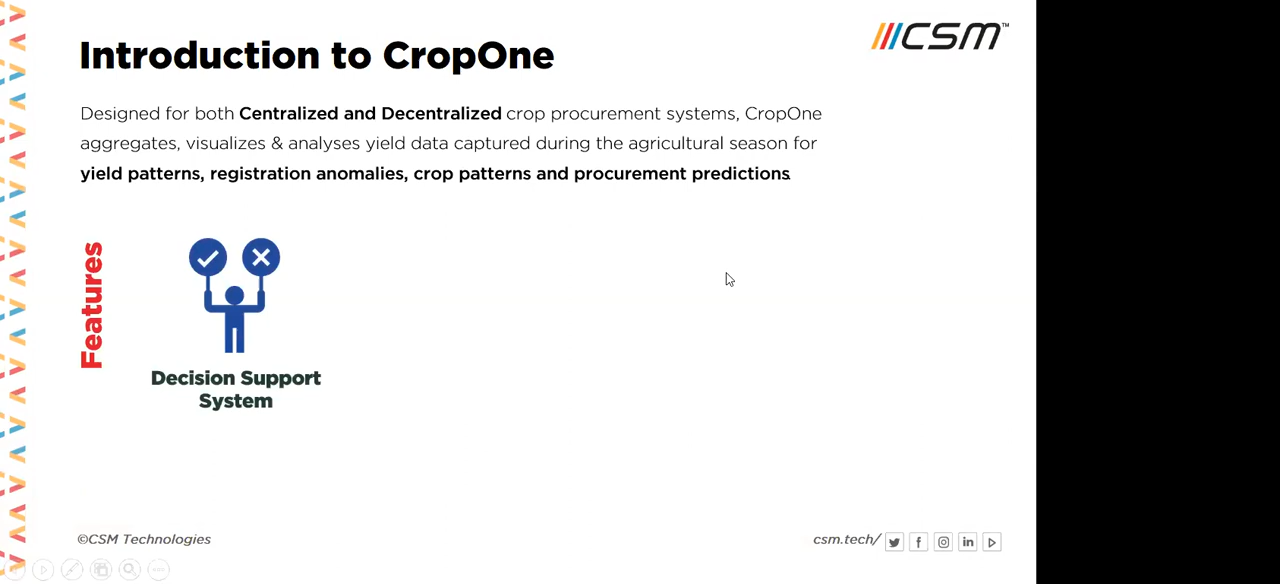 CSM™
Introduction to CropOne
Designed for both Centralized and Decentralized crop procurement systems, CropOne
aggregates, visualizes & analyses yield data captured during the agricultural season for
yield patterns, registration anomalies, crop patterns and procurement predictions.
Features
Decision Support
System
©CSM Technologies
csm.tech/